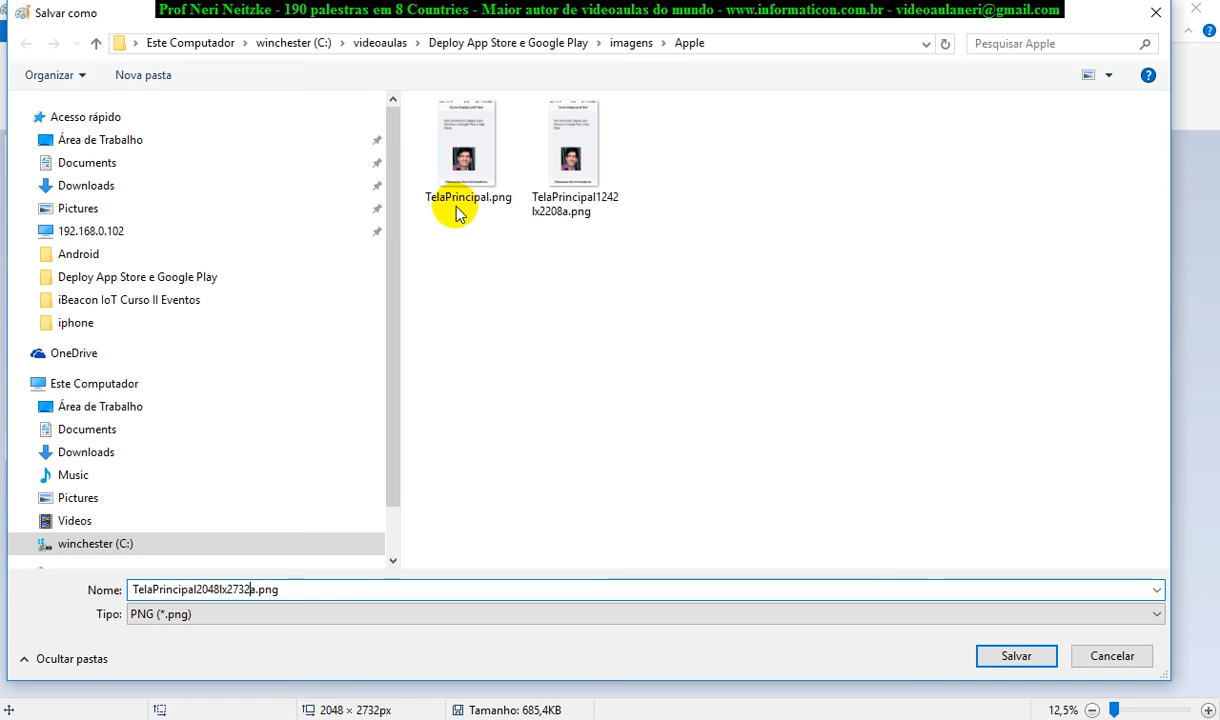 Salvar como
Prof Neri Neitzke - 190 palestras em 8 Countries - Maior autor de videoaulas do mundo - www.informaticon.com.br - videoaulaneri@gmail.com
Este Computador > winchester (C:) > videoaulas > Deploy App Store e Google Play > imagens > Apple
Pesquisar Apple
Organizar
Nova pasta
Acesso rápido
Área de Trabalho
Documents
Downloads
Pictures
192.168.0.102
Android
Deploy App Store e Google Play
iBeacon IoT Curso II Eventos
iphone
OneDrive
Este Computador
Área de Trabalho
Documents
Downloads
Music
Pictures
Videos
winchester (C:)
TelaPrincipal.png
TelaPrincipal1242
lx2208a.png
Nome: TelaPrincipal2048lx2732a.png
Tipo: PNG (*.png)
Ocultar pastas
Salvar
Cancelar
2048 × 2732px
Tamanho: 685,4KB
12,5%